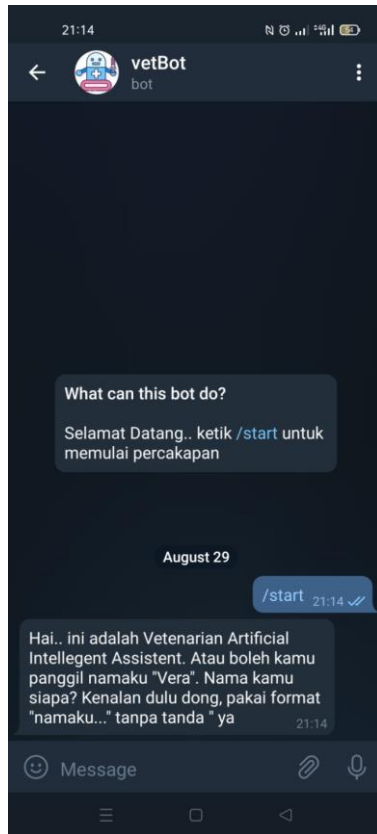 21:14
vetBot
bot
What can this bot do?
Selamat Datang.. ketik /start untuk
memulai percakapan
August 29
/start 21:14
Hai.. ini adalah Vetenarian Artificial
Intellegent Assistent. Atau boleh kamu
panggil namaku "Vera". Nama kamu
siapa? Kenalan dulu dong, pakai format
"namaku..." tanpa tanda " ya
21:14
Message